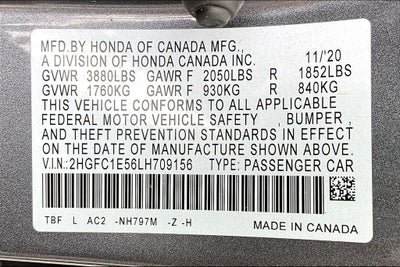 MFD.BY HONDA OF CANADA MFG.,
A DIVISION OF HONDA CANADA INC. 11/'20
GVWR 3880LBS GAWR F 2050LBS R 1852LBS
GVWR 1760KG GAWR F 930KG R 840KG
THIS VEHICLE CONFORMS TO ALL APPLICABLE
FEDERAL MOTOR VEHICLE SAFETY , BUMPER ,
AND THEFT PREVENTION STANDARDS IN EFFECT
ON THE DATE OF MANUFACTURE SHOWN ABOVE.
V.I.N.:2HGFC1E56LH709156 TYPE: PASSENGER CAR
TBF L AC2 -NH797M -Z -H MADE IN CANADA